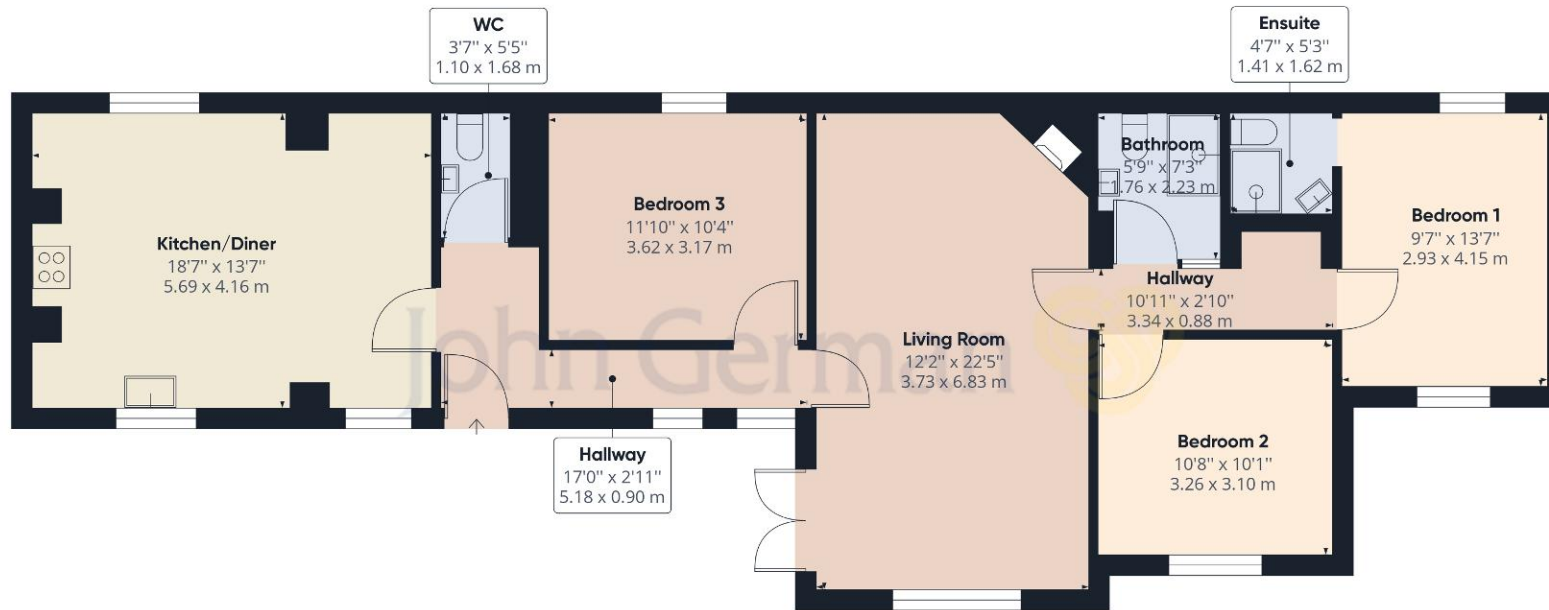 WC
3'7'' x 5'5''
1.10 x 1.68 m
Ensuite
4'7'' x 5'3''
1.41 x 1.62 m
Bathroom
5'9'' x 7'3''
1.76 x 2.23 m
Bedroom 3
11'10'' x 10'4''
3.62 x 3.17 m
Bedroom 1
9'7'' x 13'7''
2.93 x 4.15 m
Kitchen/Diner
18'7'' x 13'7''
5.69 x 4.16 m
Hallway
10'11'' x 2'10''
3.34 x 0.88 m
Living Room
12'2'' x 22'5''
3.73 x 6.83 m
John German
Bedroom 2
10'8'' x 10'1''
3.26 x 3.10 m
Hallway
17'0'' x 2'11''
5.18 x 0.90 m